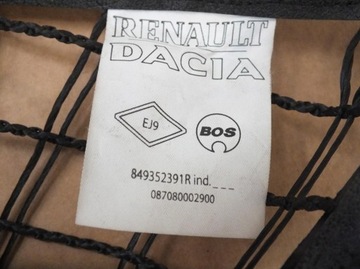 RENAULT
DACIA
EJ9
BOS
849352391R ind._ _ _
087080002900